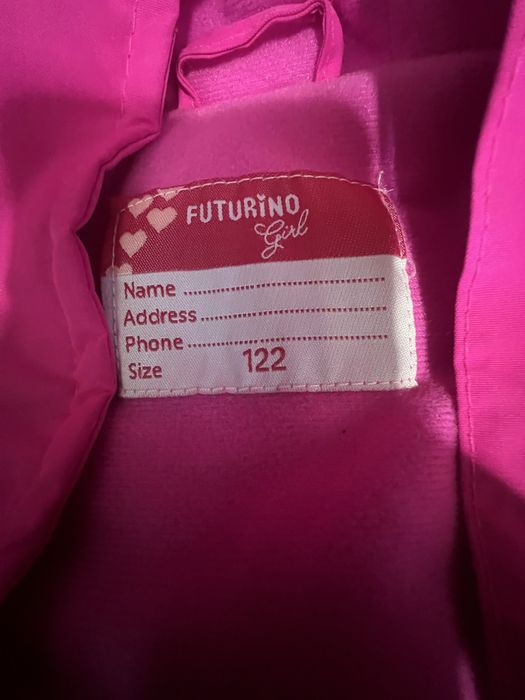 FUTURiNO
Girl
Name ........................................
Address ................................
Phone ...................................
Size 122